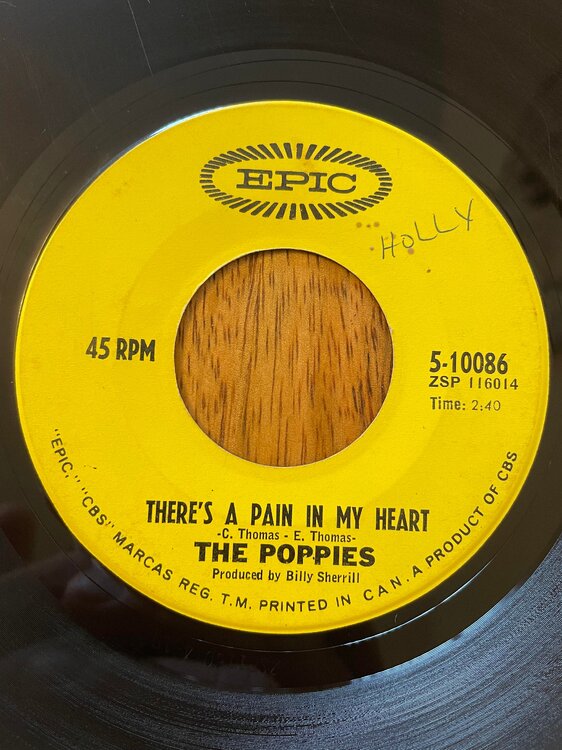 EPIC
HOLLY
45 RPM
5-10086
ZSP 116014
Time: 2:40
THERE'S A PAIN IN MY HEART
-C. Thomas - E. Thomas-
THE POPPIES
Produced by Billy Sherrill
"EPIC," "CBS" MARCAS REG. T.M. PRINTED IN CAN. A PRODUCT OF CBS